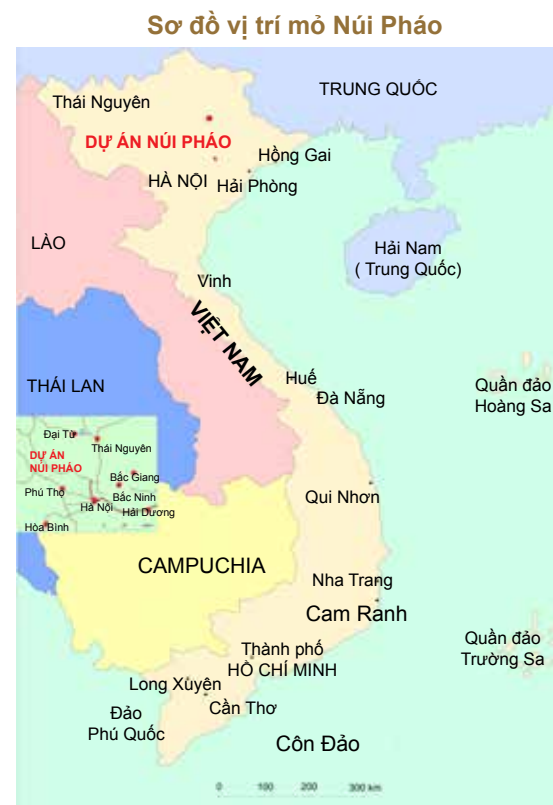 Sơ đồ vị trí mỏ Núi Pháo
TRUNG QUỐC
Thái Nguyên
DỰ ÁN NÚI PHÁO
Hồng Gai
HÀ NỘI
Hải Phòng
LÀO
Hải Nam
( Trung Quốc)
Vinh
VIỆT NAM
Huế
Đà Nẵng
THÁI LAN
Quần đảo
Hoàng Sa
Đại Từ
Thái Nguyên
DỰ ÁN
NÚI PHÁO
Bắc Giang
Phú Thọ
Bắc Ninh
Hà Nội
Hải Dương
Hòa Bình
Qui Nhơn
CAMPUCHIA
Nha Trang
Cam Ranh
Quần đảo
Trường Sa
Thành phố
HỒ CHÍ MINH
Long Xuyên
Cần Thơ
Đảo
Phú Quốc
Côn Đảo
0 100 200 300 km